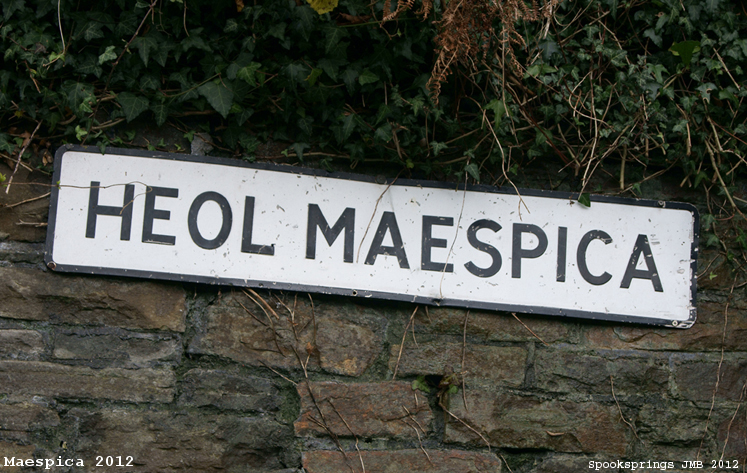 HEOL MAESPICA
Maespica 2012
Spooksprings JMB 2012